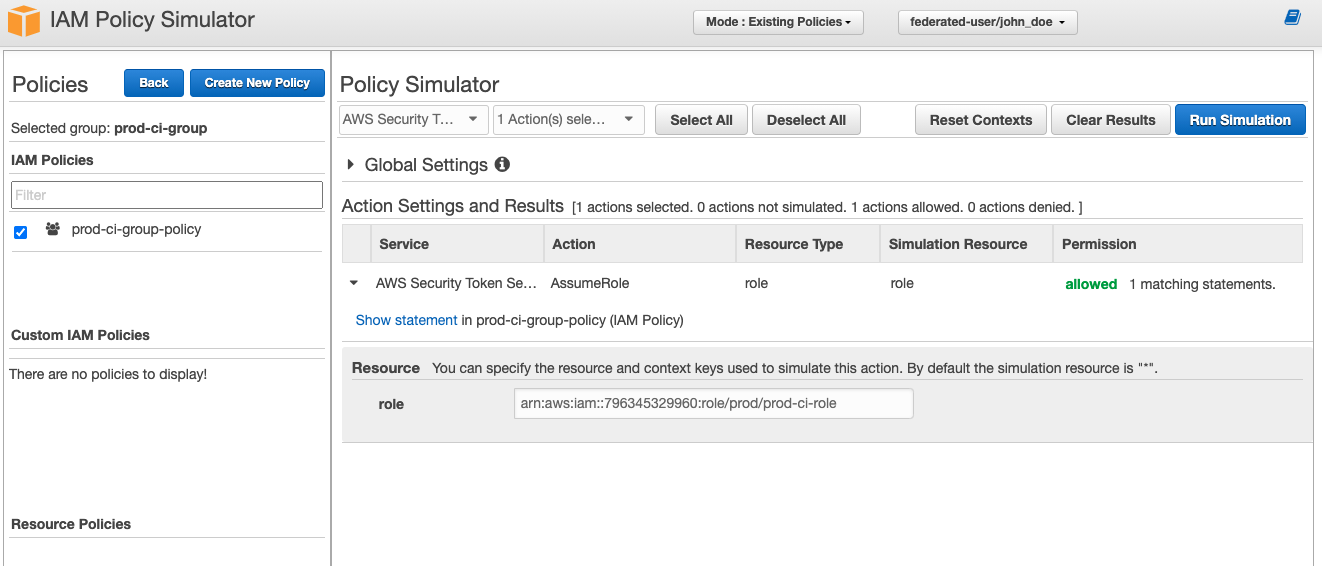 IAM Policy Simulator
Mode : Existing Policies
federated-user/john_doe
Policies
Back
Create New Policy
Selected group: prod-ci-group
IAM Policies
Filter
prod-ci-group-policy
Custom IAM Policies
There are no policies to display!
Resource Policies
Policy Simulator
AWS Security T...
1 Action(s) sele...
Select All
Deselect All
Reset Contexts
Clear Results
Run Simulation
Global Settings
Action Settings and Results [1 actions selected. 0 actions not simulated. 1 actions allowed. 0 actions denied. ]
Service Action Resource Type Simulation Resource Permission
AWS Security Token Se... AssumeRole role role allowed 1 matching statements.
Show statement in prod-ci-group-policy (IAM Policy)
Resource You can specify the resource and context keys used to simulate this action. By default the simulation resource is "*".
role arn:aws:iam::796345329960:role/prod/prod-ci-role